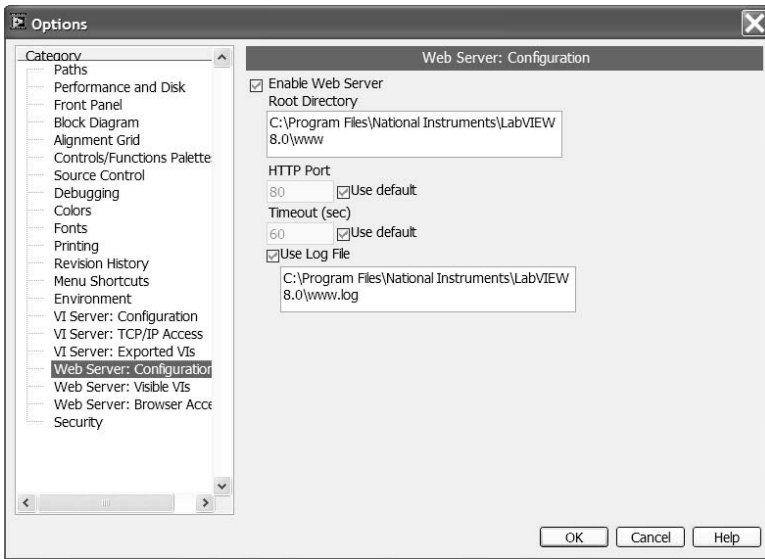 Options
Category
Paths
Performance and Disk
Front Panel
Block Diagram
Alignment Grid
Controls/Functions Palette
Source Control
Debugging
Colors
Fonts
Printing
Revision History
Menu Shortcuts
Environment
VI Server: Configuration
VI Server: TCP/IP Access
VI Server: Exported VIs
Web Server: Configuration
Web Server: Visible VIs
Web Server: Browser Acce
Security
Web Server: Configuration
Enable Web Server
Root Directory
C:\Program Files\National Instruments\LabVIEW
8.0\www
HTTP Port
80 Use default
Timeout (sec)
60 Use default
Use Log File
C:\Program Files\National Instruments\LabVIEW
8.0\www.log
OK Cancel Help